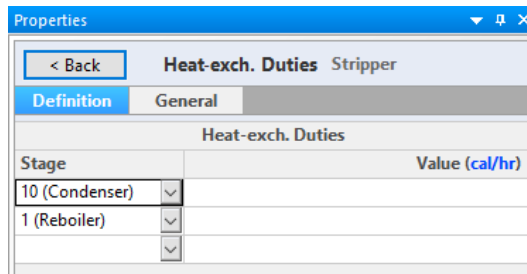 Properties
< Back Heat-exch. Duties Stripper
Definition General
Heat-exch. Duties
Stage Value (cal/hr)
10 (Condenser)
1 (Reboiler)